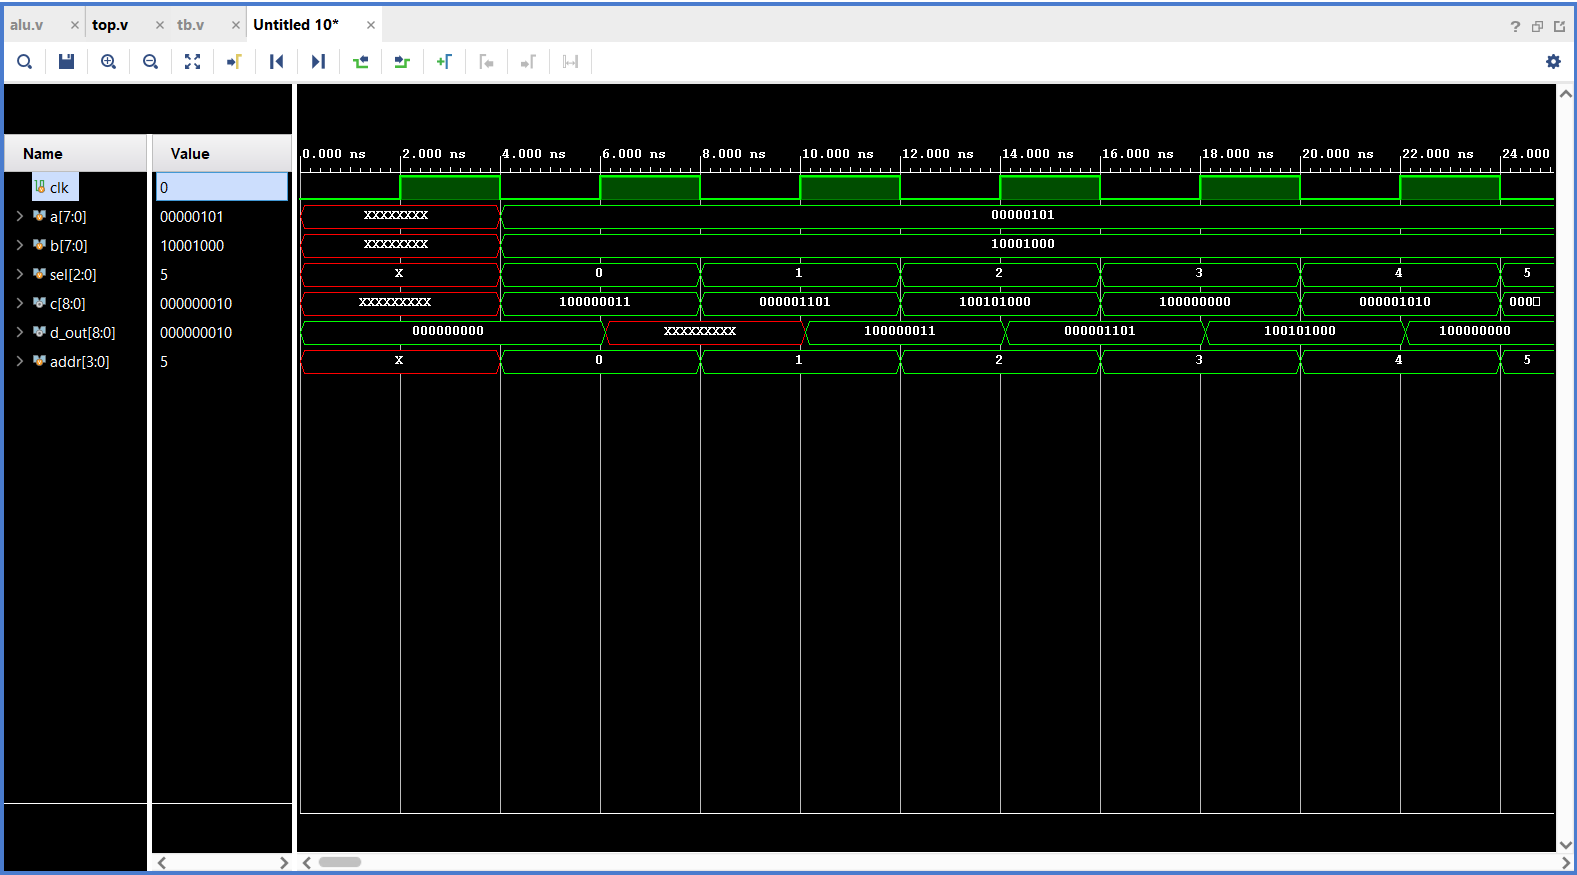 alu.v × top.v × tb.v × Untitled 10* × ?
Name Value 0.000 ns 2.000 ns 4.000 ns 6.000 ns 8.000 ns 10.000 ns 12.000 ns 14.000 ns 16.000 ns 18.000 ns 20.000 ns 22.000 ns 24.000
clk 0
a[7:0] 00000101 XXXXXXXX 00000101
b[7:0] 10001000 XXXXXXXX 10001000
sel[2:0] 5 X 0 1 2 3 4 5
c[8:0] 000000010 XXXXXXXXX 100000011 000001101 100101000 100000000 000001010 000
d_out[8:0] 000000010 000000000 XXXXXXXXX 100000011 000001101 100101000 100000000
addr[3:0] 5 X 0 1 2 3 4 5